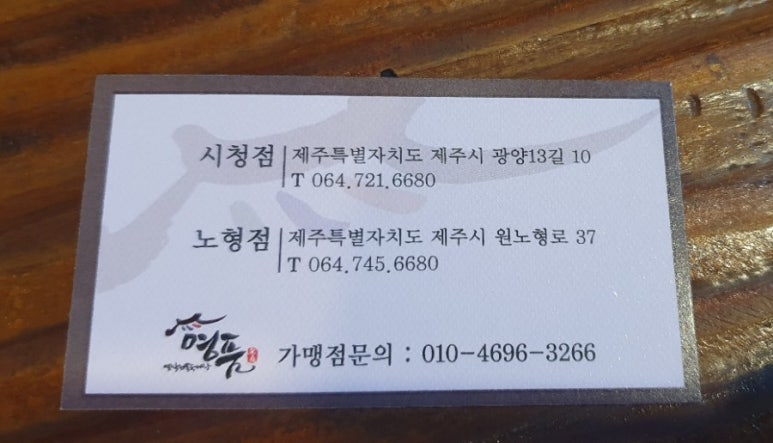 시청점 제주특별자치도 제주시 광양13길 10
T 064.721.6680
노형점 제주특별자치도 제주시 원노형로 37
T 064.745.6680
명품
가맹점문의 : 010-4696-3266